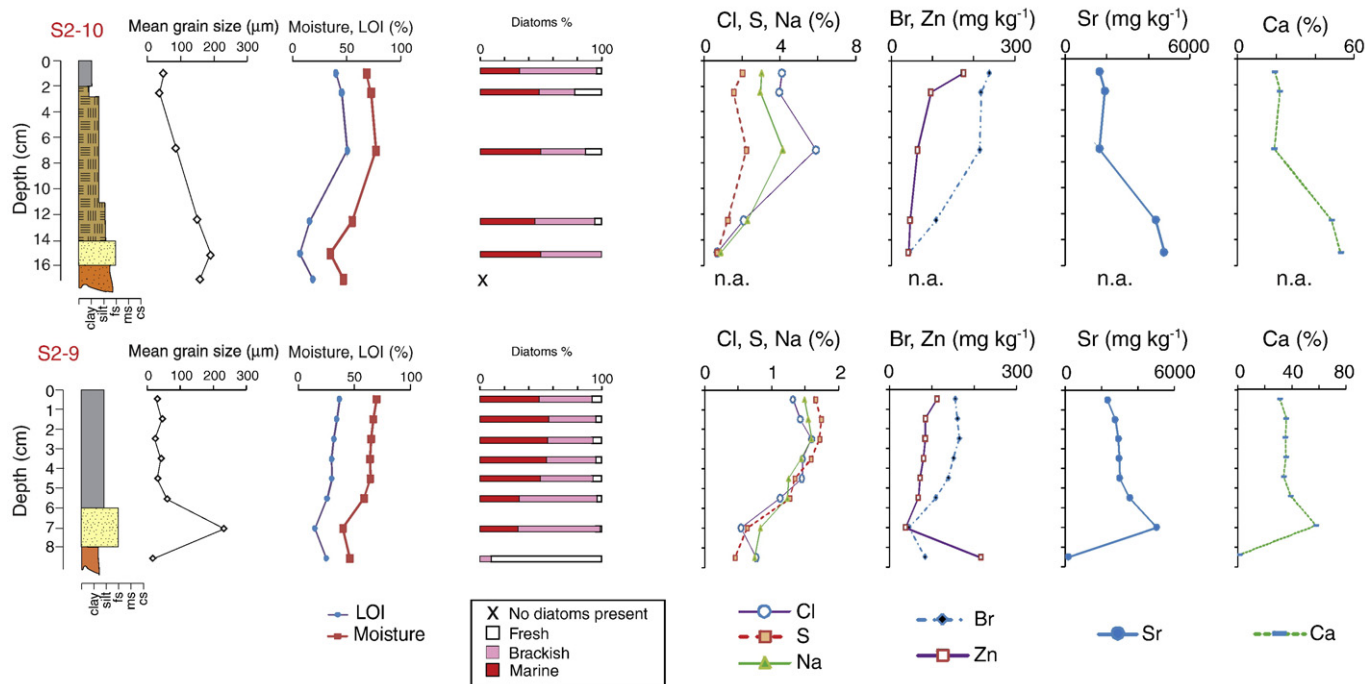 S2-10
Mean grain size (µm)
0 100 200 300
Moisture, LOI (%)
0 50 100
Diatoms %
0 100
Cl, S, Na (%)
0 4 8
Br, Zn (mg kg⁻¹)
0 300
Sr (mg kg⁻¹)
0 6000
Ca (%)
0 60
Depth (cm)
0
2
4
6
8
10
12
14
16
clay
silt
fs
ms
cs
X
n.a.
n.a.
n.a.
n.a.
S2-9
Mean grain size (µm)
0 100 200 300
Moisture, LOI (%)
0 50 100
Diatoms %
0 100
Cl, S, Na (%)
0 1 2
Br, Zn (mg kg⁻¹)
0 300
Sr (mg kg⁻¹)
0 6000
Ca (%)
0 20 40 60 80
Depth (cm)
0
1
2
3
4
5
6
7
8
clay
silt
fs
ms
cs
LOI
Moisture
X No diatoms present
Fresh
Brackish
Marine
Cl
S
Na
Br
Zn
Sr
Ca